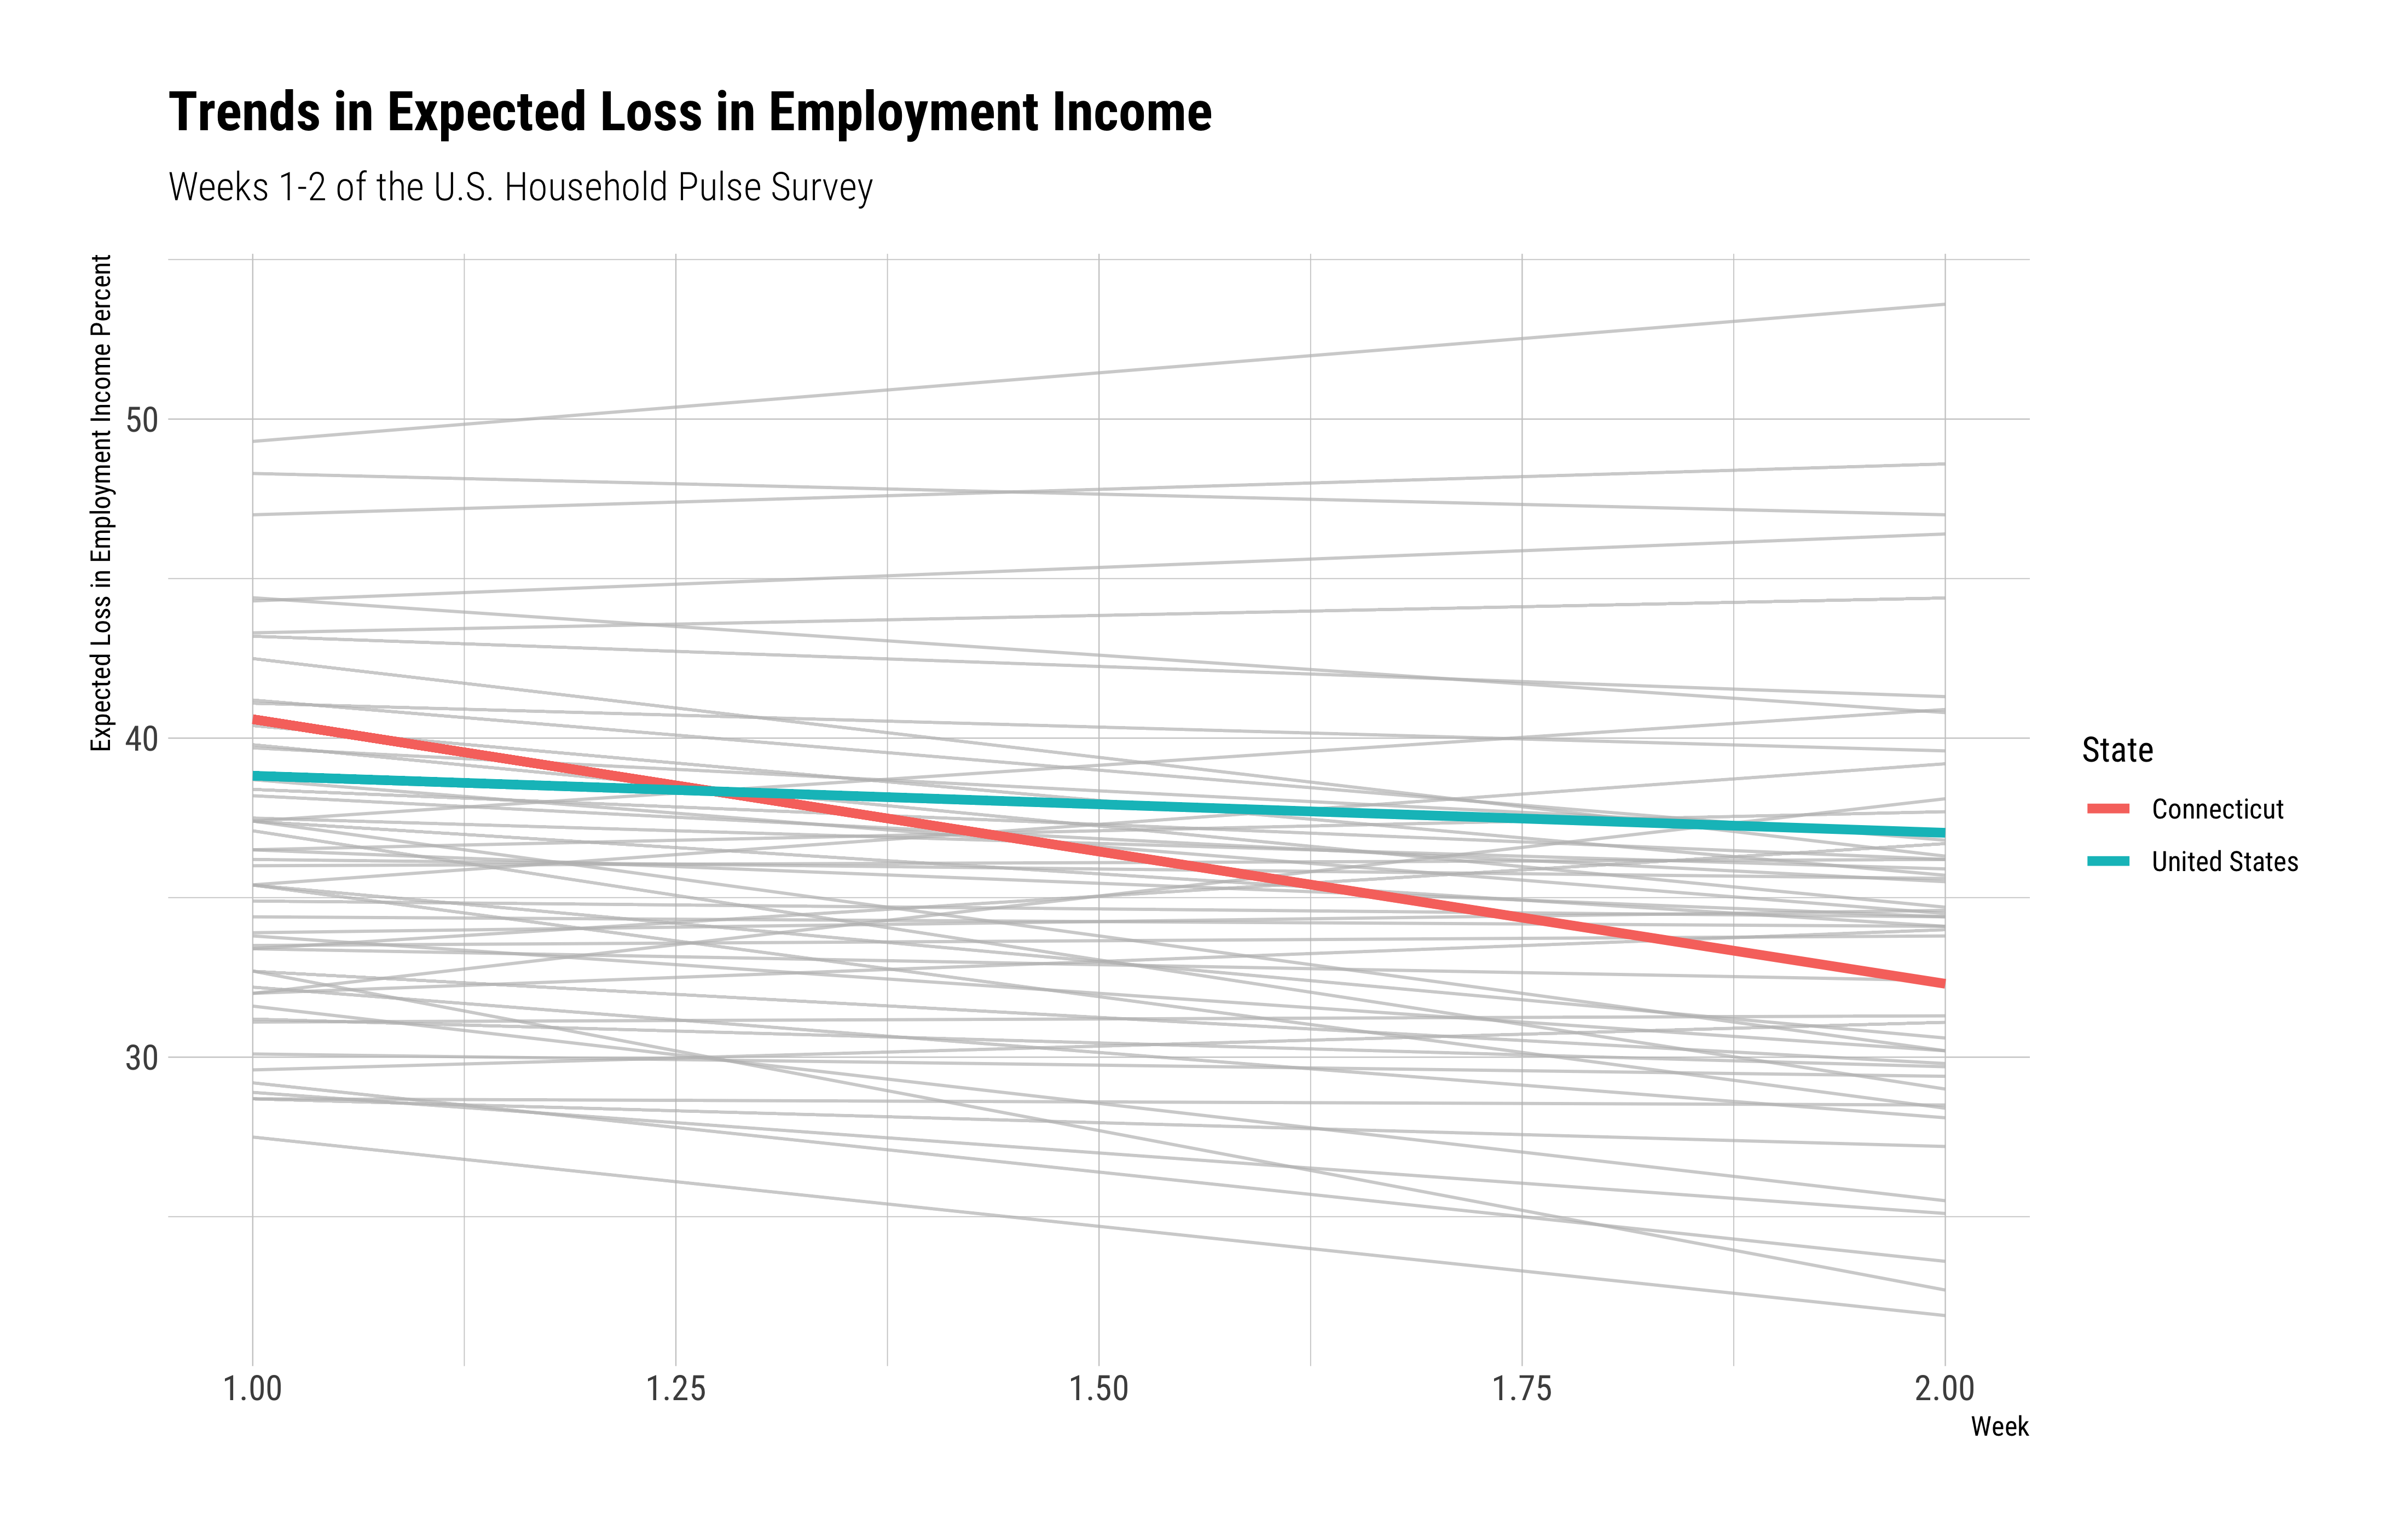 Trends in Expected Loss in Employment Income
Weeks 1-2 of the U.S. Household Pulse Survey
Expected Loss in Employment Income Percent
50
40
30
1.00
1.25
1.50
1.75
2.00
Week
State
Connecticut
United States